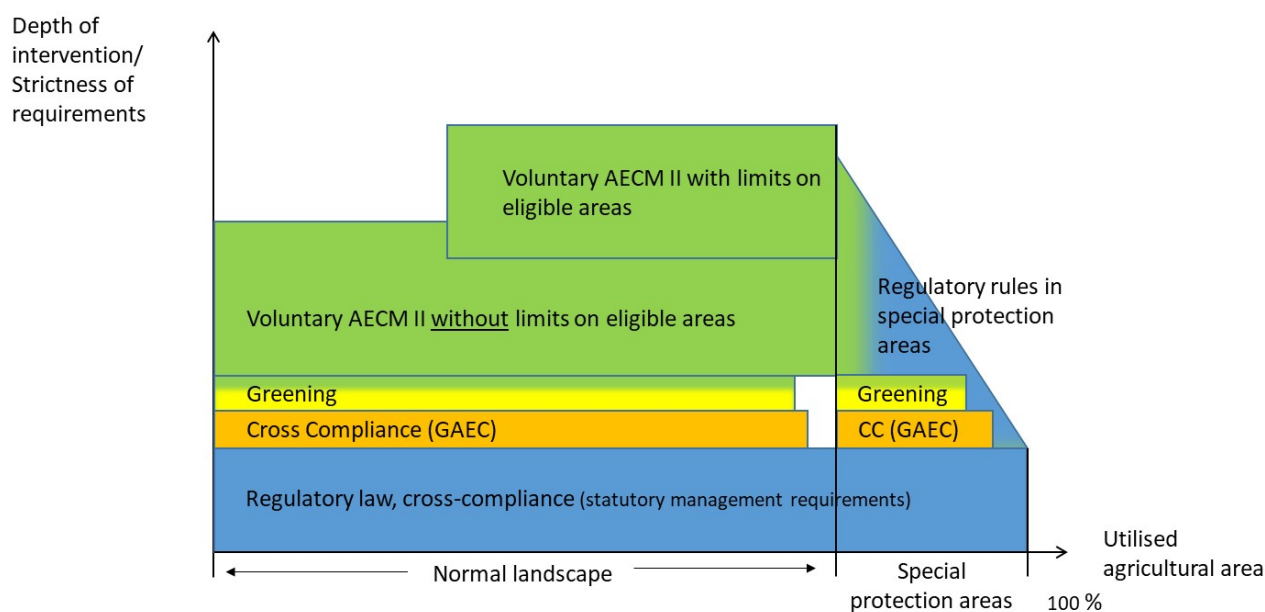 Depth of
intervention/
Strictness of
requirements
Voluntary AECM II with limits on
eligible areas
Regulatory rules in
special protection
areas
Voluntary AECM II without limits on eligible areas
Greening
Greening
Cross Compliance (GAEC)
CC (GAEC)
Regulatory law, cross-compliance (statutory management requirements)
Utilised
agricultural area
Normal landscape
Special
protection areas
100 %